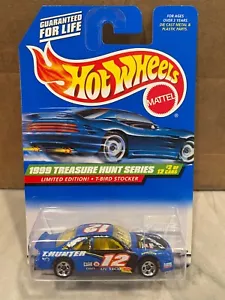 GUARANTEED
FOR LIFE
FOR AGES
OVER 3 YEARS
DIE CAST METAL &
PLASTIC PARTS
Hot Wheels
MATTEL
1999 TREASURE HUNT SERIES
LIMITED EDITION! • T-BIRD STOCKER
12 CARS
12
T.HUNTER
12